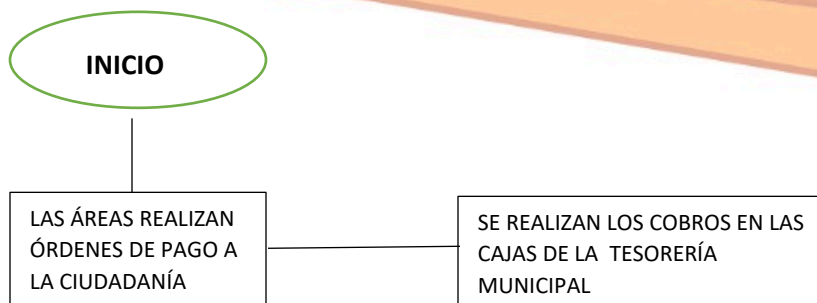 INICIO
LAS ÁREAS REALIZAN
ÓRDENES DE PAGO A
LA CIUDADANÍA
SE REALIZAN LOS COBROS EN LAS
CAJAS DE LA TESORERÍA
MUNICIPAL